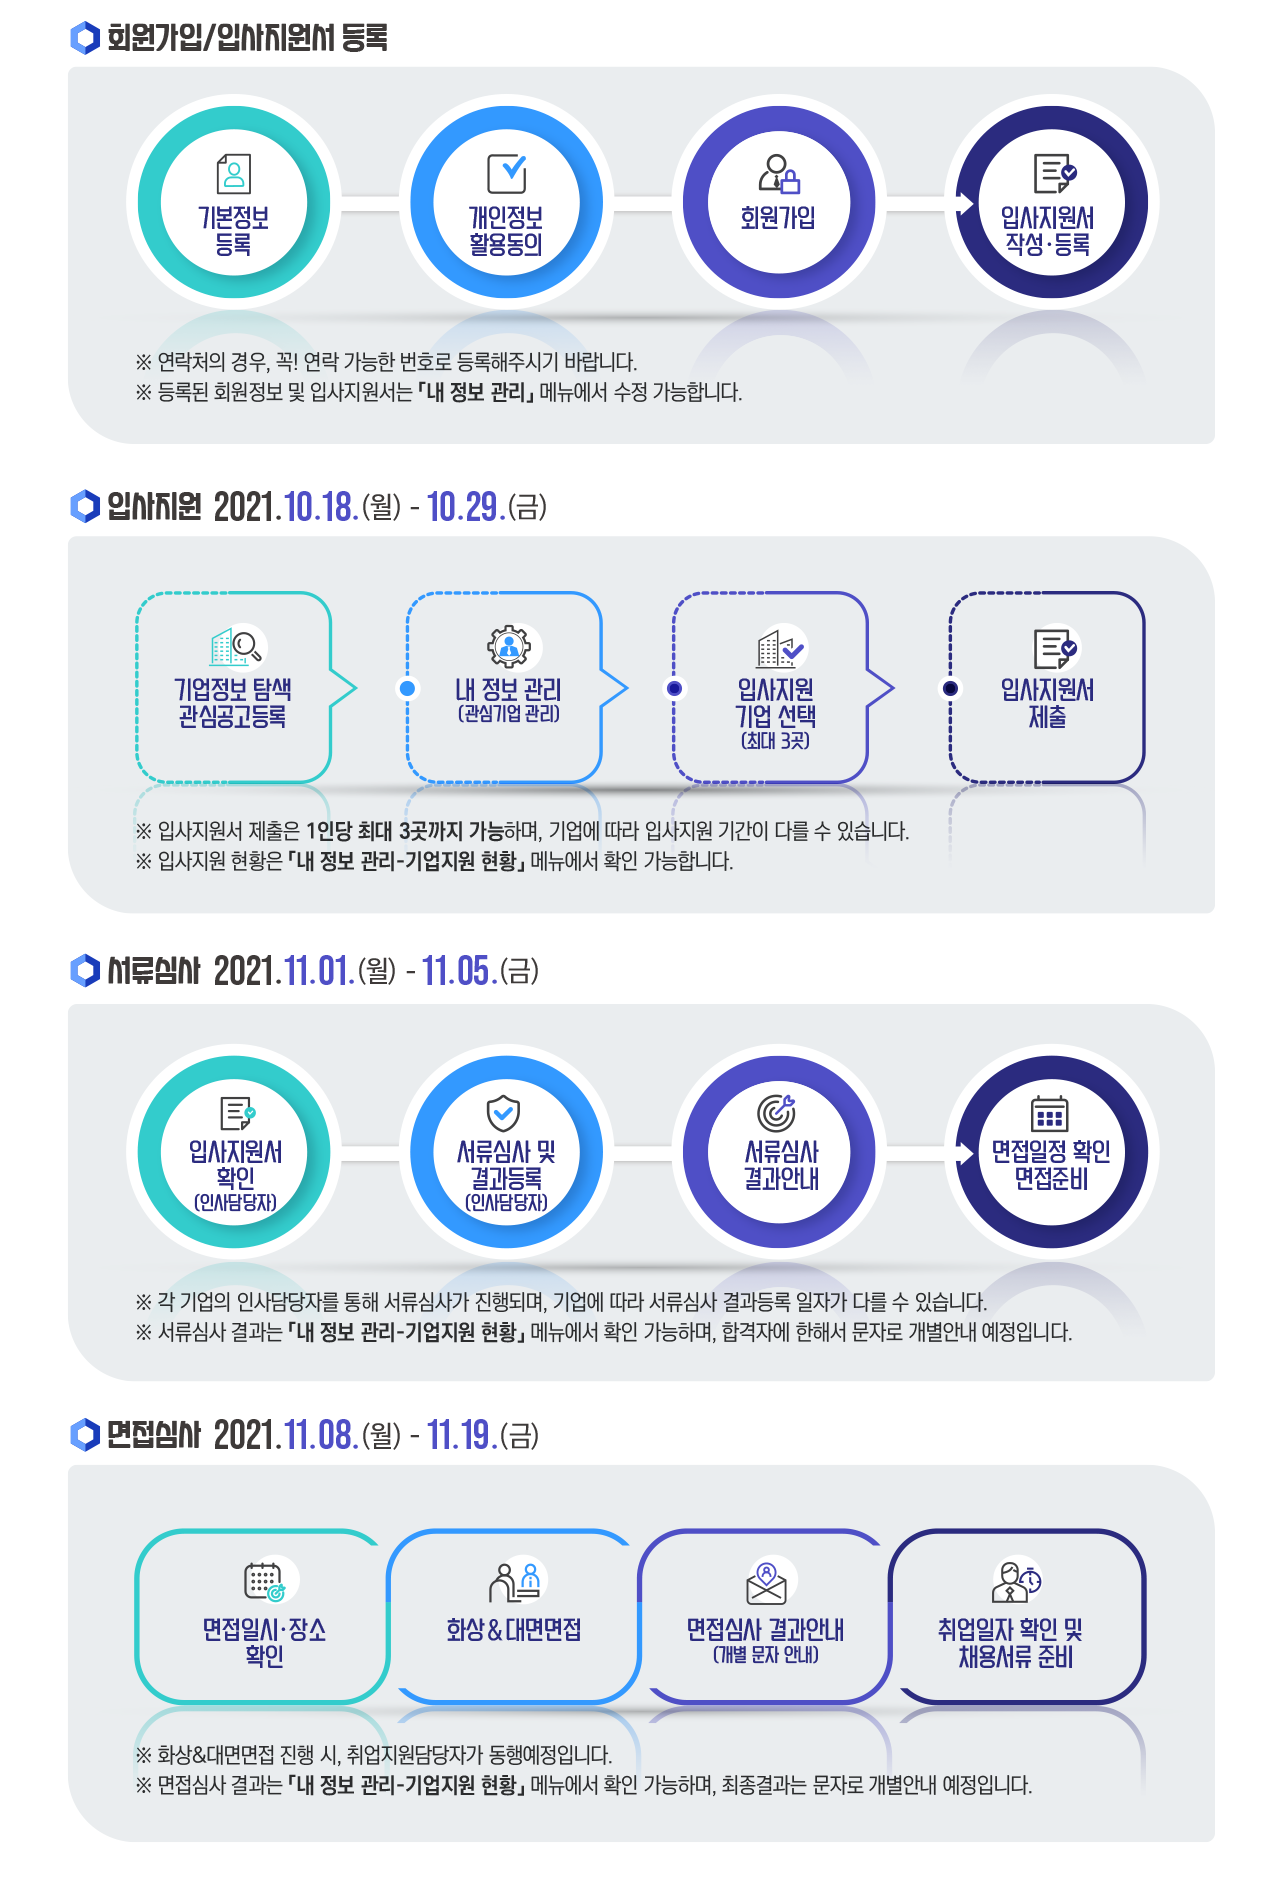 회원가입/입사지원서 등록
기본정보
등록
개인정보
활용동의
회원가입
입사지원서
작성·등록
※ 연락처의 경우, 꼭! 연락 가능한 번호로 등록해주시기 바랍니다.
※ 등록된 회원정보 및 입사지원서는 「내 정보 관리」 메뉴에서 수정 가능합니다.
입사지원 2021.10.18.(월) - 10.29.(금)
기업정보 탐색
관심공고등록
내 정보 관리
(관심기업 관리)
입사지원
기업 선택
(최대 3곳)
입사지원서
제출
※ 입사지원서 제출은 1인당 최대 3곳까지 가능하며, 기업에 따라 입사지원 기간이 다를 수 있습니다.
※ 입사지원 현황은 「내 정보 관리-기업지원 현황」 메뉴에서 확인 가능합니다.
서류심사 2021.11.01.(월) - 11.05.(금)
입사지원서
확인
(인사담당자)
서류심사 및
결과등록
(인사담당자)
서류심사
결과안내
면접일정 확인
면접준비
※ 각 기업의 인사담당자를 통해 서류심사가 진행되며, 기업에 따라 서류심사 결과등록 일자가 다를 수 있습니다.
※ 서류심사 결과는 「내 정보 관리-기업지원 현황」 메뉴에서 확인 가능하며, 합격자에 한해서 문자로 개별안내 예정입니다.
면접심사 2021.11.08.(월) - 11.19.(금)
면접일시·장소
확인
화상&대면면접
면접심사 결과안내
(개별 문자 안내)
취업일자 확인 및
채용서류 준비
※ 화상&대면면접 진행 시, 취업지원담당자가 동행예정입니다.
※ 면접심사 결과는 「내 정보 관리-기업지원 현황」 메뉴에서 확인 가능하며, 최종결과는 문자로 개별안내 예정입니다.